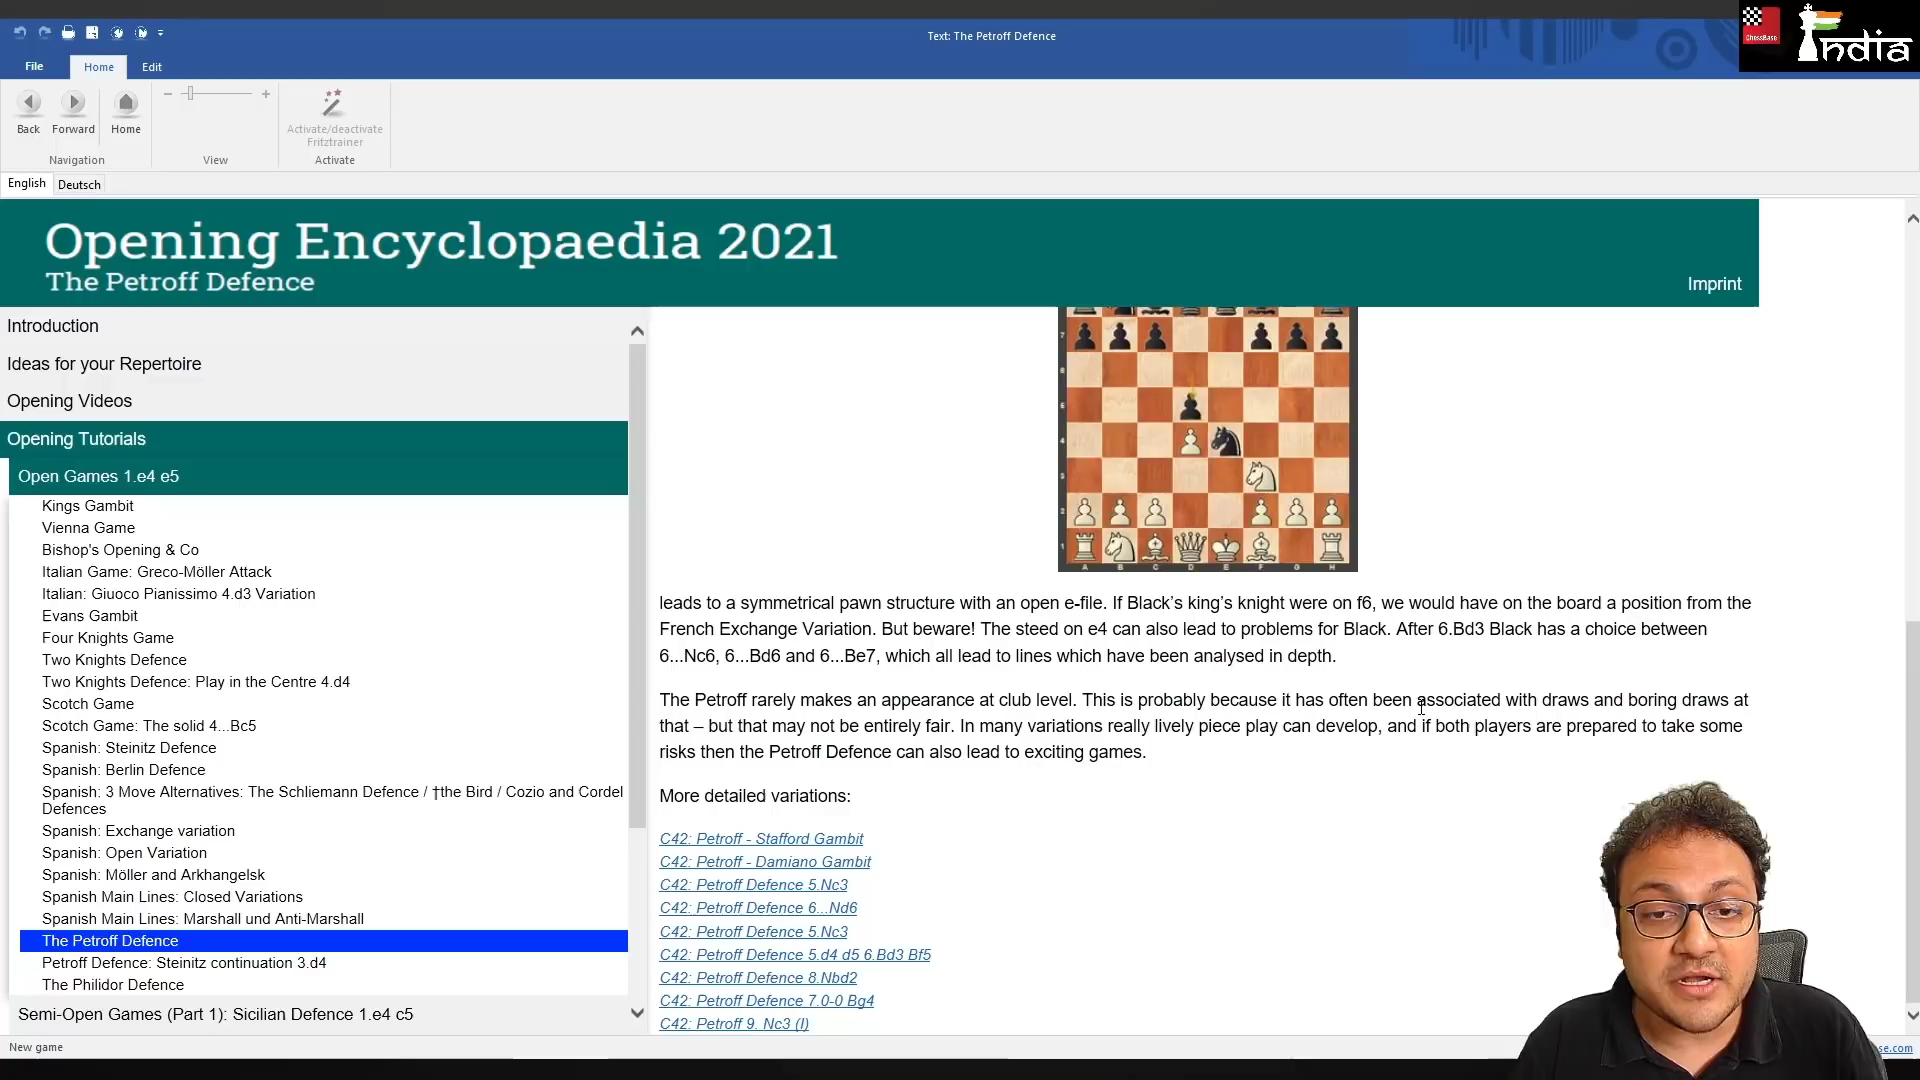 Text: The Petroff Defence
ChessBase
India
File
Home
Edit
Back
Forward
Home
Activate/deactivate
Fritztrainer
Navigation
View
Activate
English
Deutsch
Opening Encyclopaedia 2021
The Petroff Defence
Imprint
Introduction
Ideas for your Repertoire
Opening Videos
Opening Tutorials
Open Games 1.e4 e5
Kings Gambit
Vienna Game
Bishop's Opening & Co
Italian Game: Greco-Möller Attack
Italian: Giuoco Pianissimo 4.d3 Variation
Evans Gambit
Four Knights Game
Two Knights Defence
Two Knights Defence: Play in the Centre 4.d4
Scotch Game
Scotch Game: The solid 4...Bc5
Spanish: Steinitz Defence
Spanish: Berlin Defence
Spanish: 3 Move Alternatives: The Schliemann Defence / †the Bird / Cozio and Cordel
Defences
Spanish: Exchange variation
Spanish: Open Variation
Spanish: Möller and Arkhangelsk
Spanish Main Lines: Closed Variations
Spanish Main Lines: Marshall und Anti-Marshall
The Petroff Defence
Petroff Defence: Steinitz continuation 3.d4
The Philidor Defence
Semi-Open Games (Part 1): Sicilian Defence 1.e4 c5
7
6
5
4
3
2
1
A B C D E F G H
leads to a symmetrical pawn structure with an open e-file. If Black’s king’s knight were on f6, we would have on the board a position from the
French Exchange Variation. But beware! The steed on e4 can also lead to problems for Black. After 6.Bd3 Black has a choice between
6...Nc6, 6...Bd6 and 6...Be7, which all lead to lines which have been analysed in depth.
The Petroff rarely makes an appearance at club level. This is probably because it has often been associated with draws and boring draws at
that – but that may not be entirely fair. In many variations really lively piece play can develop, and if both players are prepared to take some
risks then the Petroff Defence can also lead to exciting games.
More detailed variations:
C42: Petroff - Stafford Gambit
C42: Petroff - Damiano Gambit
C42: Petroff Defence 5.Nc3
C42: Petroff Defence 6...Nd6
C42: Petroff Defence 5.Nc3
C42: Petroff Defence 5.d4 d5 6.Bd3 Bf5
C42: Petroff Defence 8.Nbd2
C42: Petroff Defence 7.0-0 Bg4
C42: Petroff 9. Nc3 (I)
New game
se.com